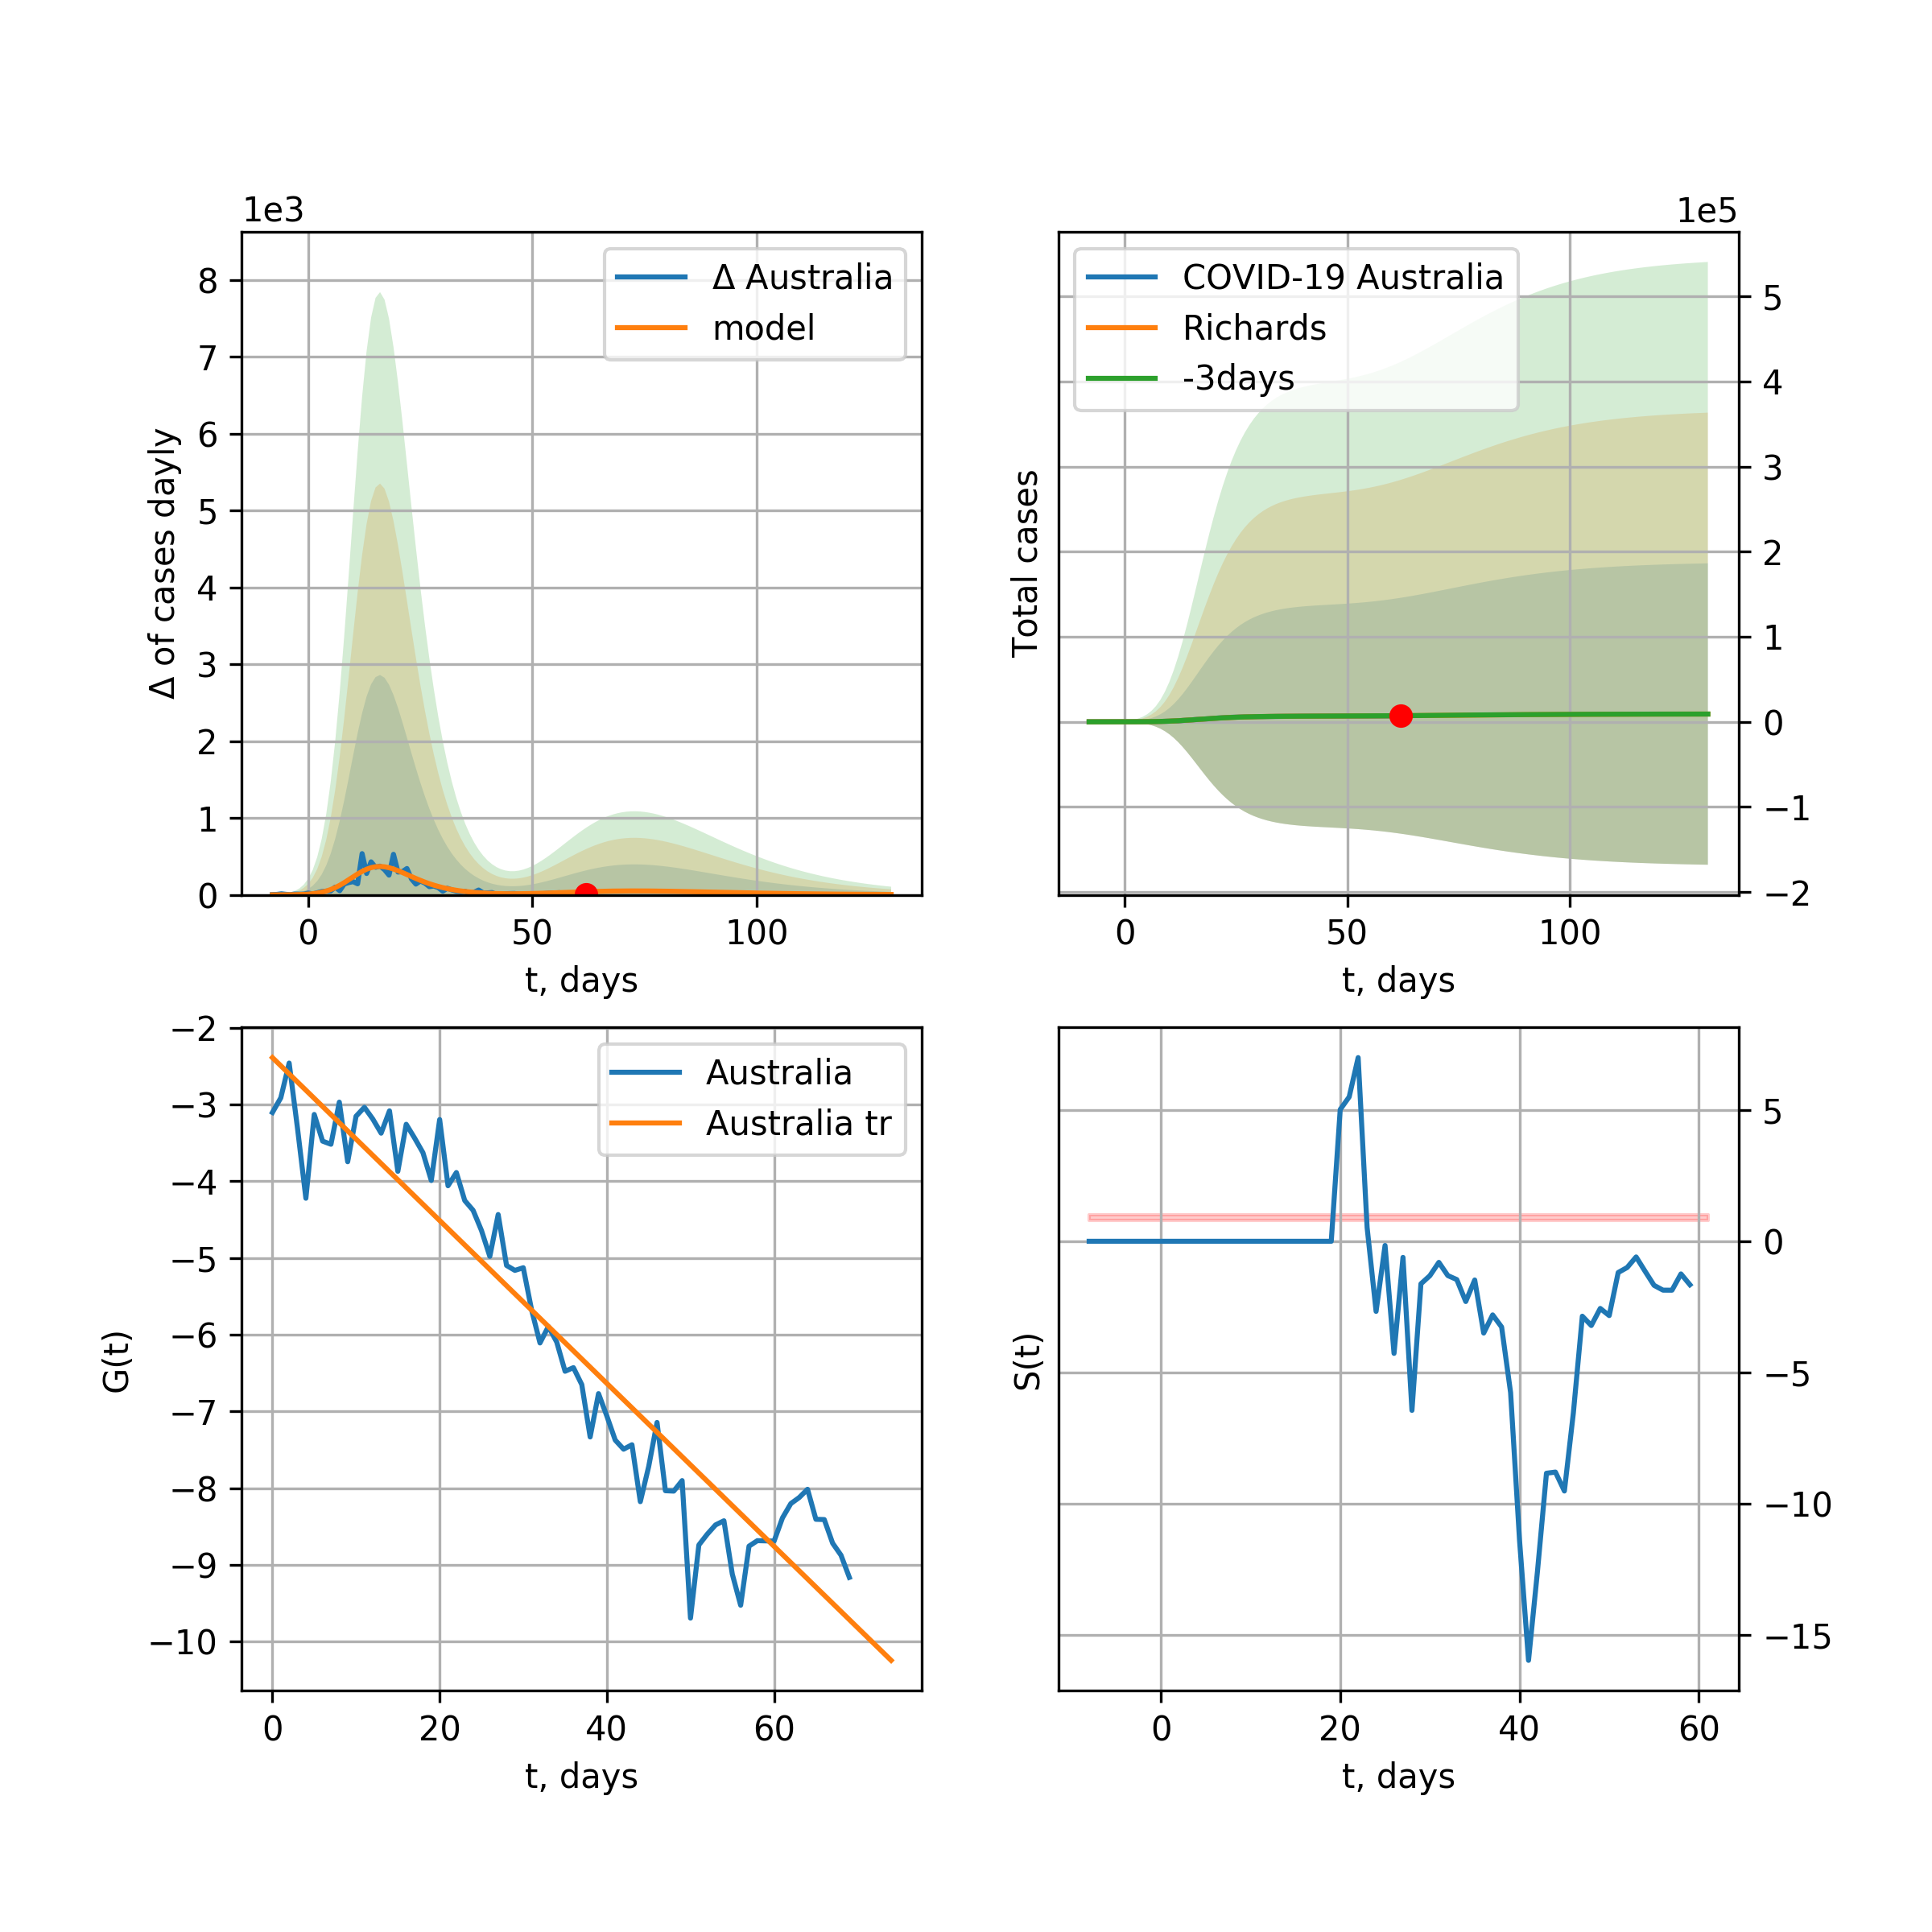 1e3
8
7
6
5
4
3
2
1
0
Δ of cases dayly
Δ Australia
model
0 50 100
t, days
1e5
COVID-19 Australia
Richards
-3days
Total cases
5
4
3
2
1
0
−1
−2
0 50 100
t, days
−2
−3
−4
−5
−6
−7
−8
−9
−10
G(t)
Australia
Australia tr
0 20 40 60
t, days
S(t)
5
0
−5
−10
−15
0 20 40 60
t, days